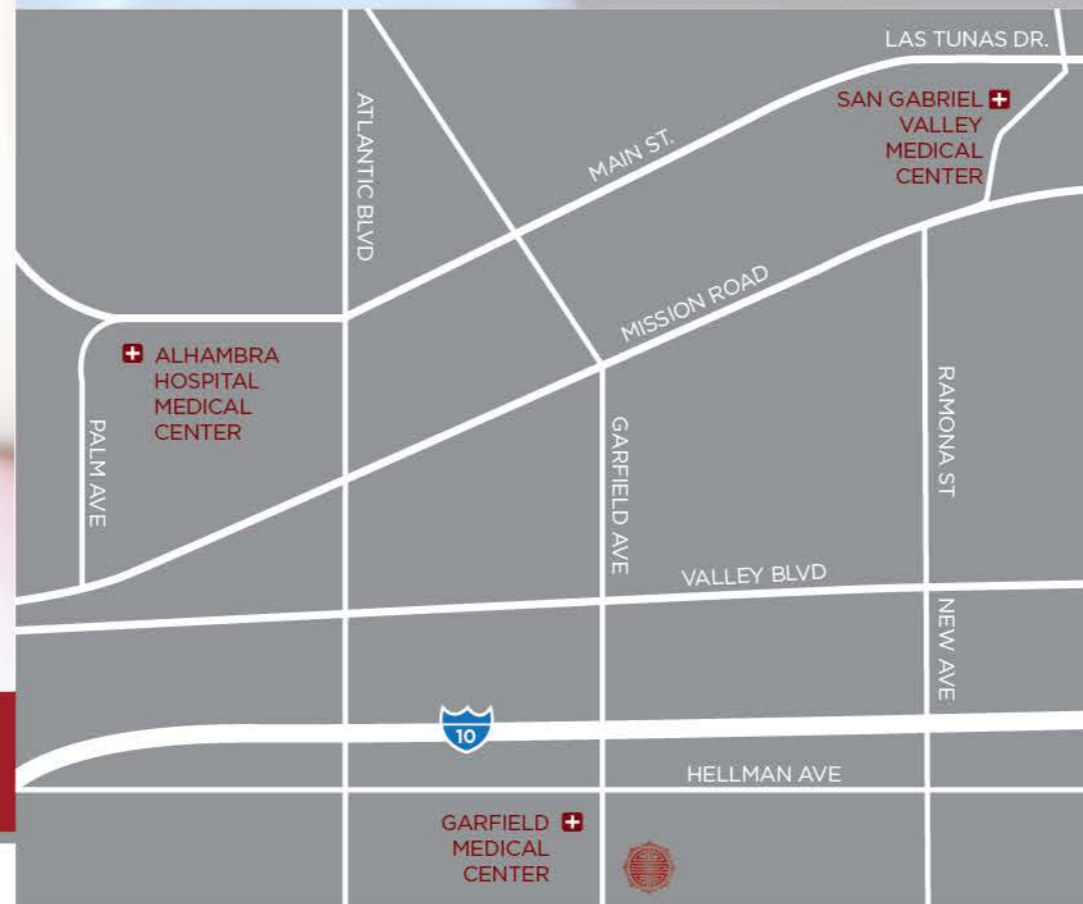 LAS TUNAS DR.
SAN GABRIEL
VALLEY
MEDICAL
CENTER
ATLANTIC BLVD
MAIN ST.
MISSION ROAD
ALHAMBRA
HOSPITAL
MEDICAL
CENTER
PALM AVE
GARFIELD AVE
RAMONA ST
VALLEY BLVD
NEW AVE
10
HELLMAN AVE
GARFIELD
MEDICAL
CENTER